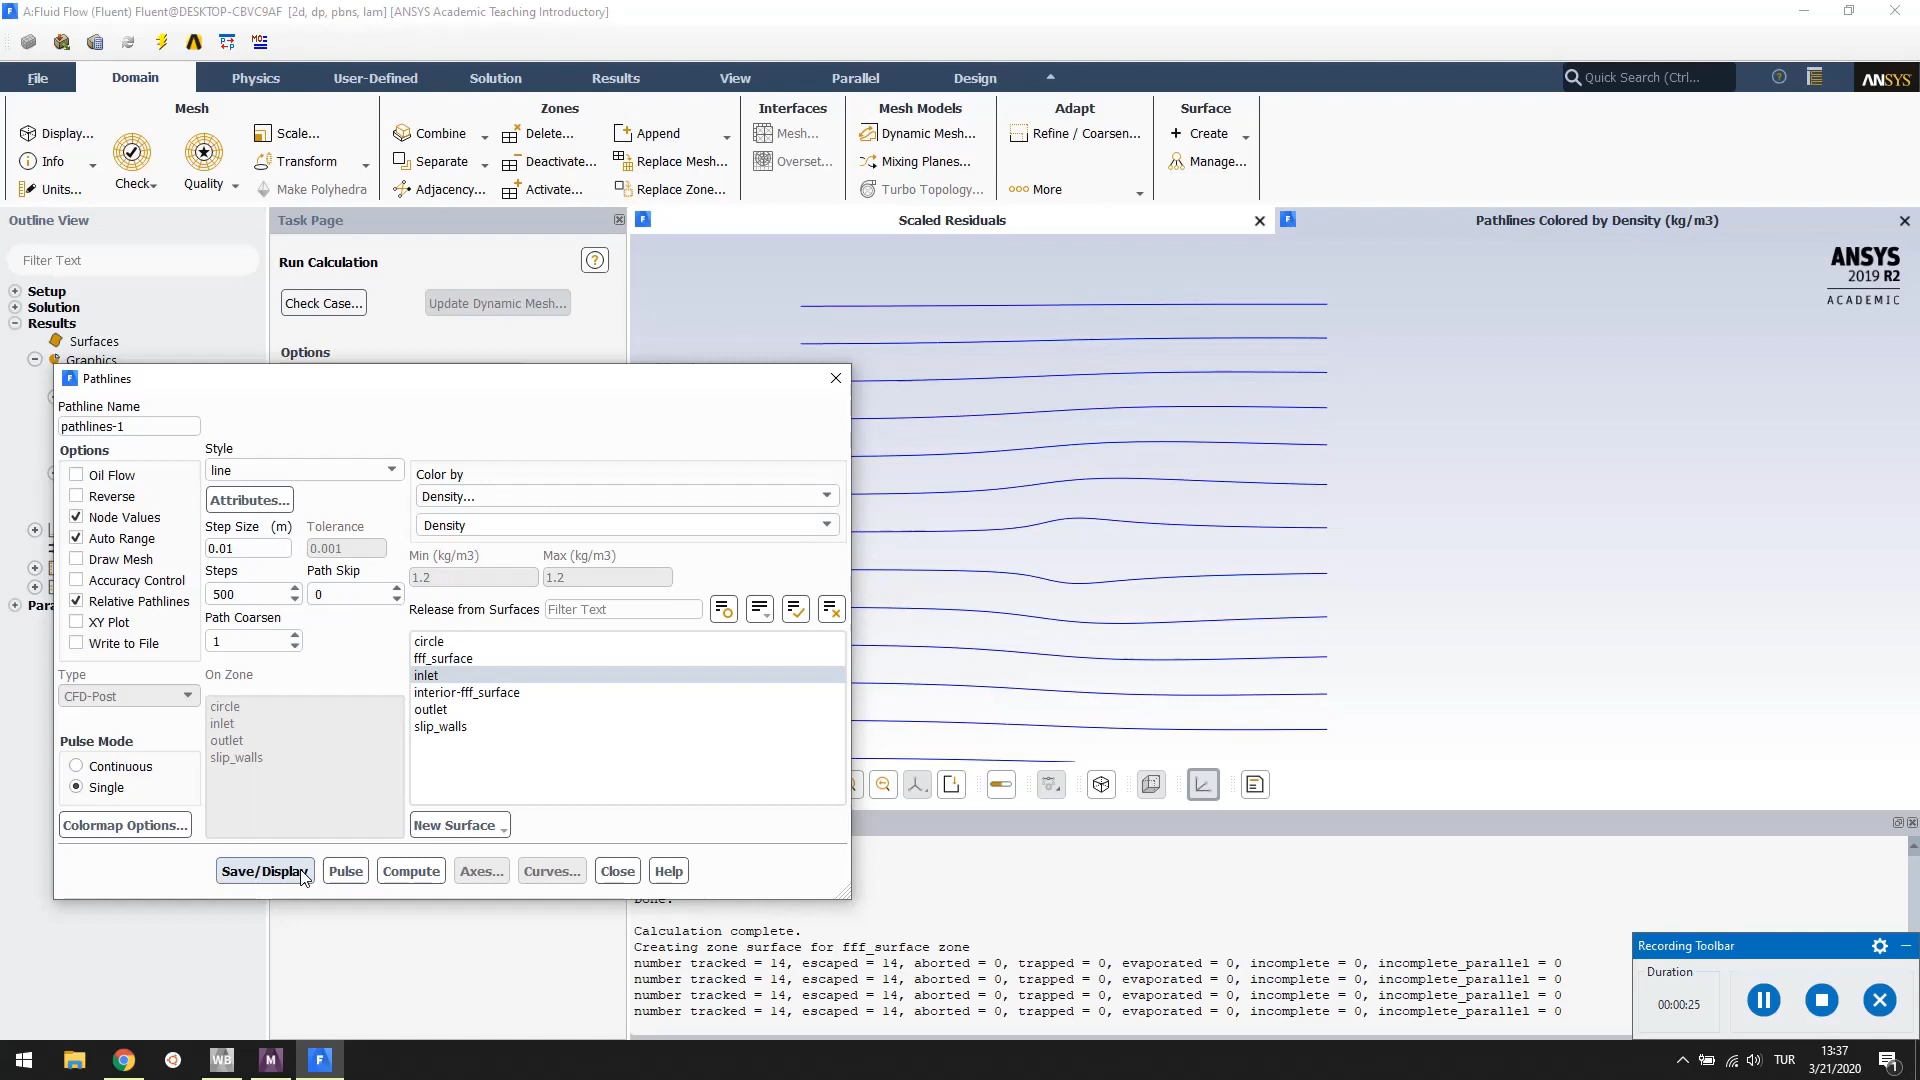 A:Fluid Flow (Fluent) Fluent@DESKTOP-CBVC9AF [2d, dp, pbns, lam] [ANSYS Academic Teaching Introductory]
File Domain Physics User-Defined Solution Results View Parallel Design Quick Search (Ctrl... ANSYS
Mesh Zones Interfaces Mesh Models Adapt Surface
Display... Scale... Combine Delete... Append Mesh... Dynamic Mesh... Refine / Coarsen... Create
Info Transform Separate Deactivate... Replace Mesh... Overset... Mixing Planes... Manage...
Check Quality
Units... Make Polyhedra Adjacency... Activate... Replace Zone... Turbo Topology... More
Outline View Task Page Scaled Residuals Pathlines Colored by Density (kg/m3)
Filter Text
Run Calculation
ANSYS
2019 R2
ACADEMIC
Setup
Solution
Results
Surfaces
Graphics
Check Case... Update Dynamic Mesh...
Options
Pathlines
Pathline Name
pathlines-1
Options
Oil Flow
Reverse
Node Values
Auto Range
Draw Mesh
Accuracy Control
Relative Pathlines
XY Plot
Write to File
Type
CFD-Post
Pulse Mode
Continuous
Single
Colormap Options...
Style
line
Attributes...
Step Size (m) Tolerance
0.01 0.001
Steps Path Skip
500 0
Path Coarsen
1
On Zone
circle
inlet
outlet
slip_walls
Color by
Density...
Density
Min (kg/m3) Max (kg/m3)
1.2 1.2
Release from Surfaces Filter Text
circle
fff_surface
inlet
interior-fff_surface
outlet
slip_walls
New Surface
Save/Display Pulse Compute Axes... Curves... Close Help
Done.
Calculation complete.
Creating zone surface for fff_surface zone
number tracked = 14, escaped = 14, aborted = 0, trapped = 0, evaporated = 0, incomplete = 0, incomplete_parallel = 0
number tracked = 14, escaped = 14, aborted = 0, trapped = 0, evaporated = 0, incomplete = 0, incomplete_parallel = 0
number tracked = 14, escaped = 14, aborted = 0, trapped = 0, evaporated = 0, incomplete = 0, incomplete_parallel = 0
number tracked = 14, escaped = 14, aborted = 0, trapped = 0, evaporated = 0, incomplete = 0, incomplete_parallel = 0
Recording Toolbar
Duration
00:00:25
WB M F
TUR
13:37
3/21/2020
1